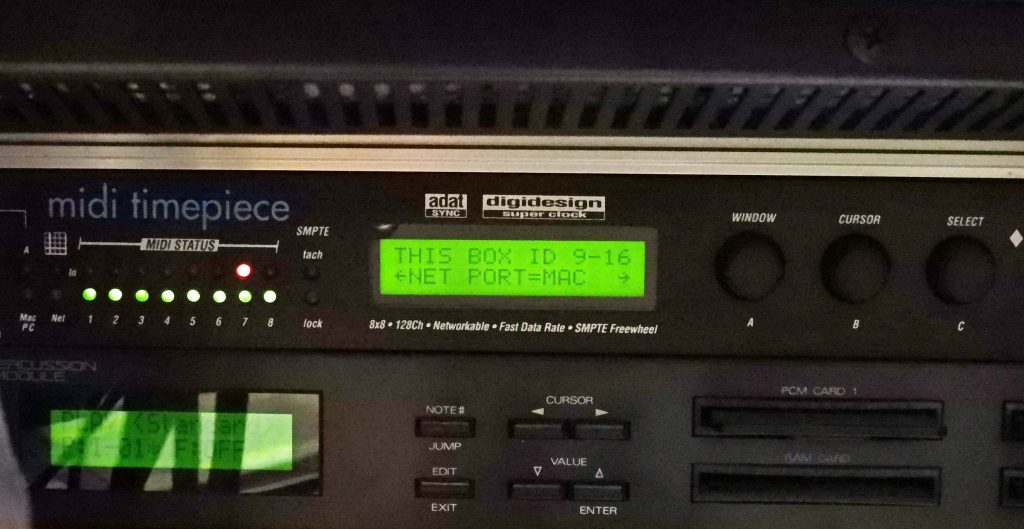 midi timepiece
adat
SYNC
digidesign
super clock
MIDI STATUS
SMPTE
tach
lock
A
In
Mac
PC
Net
1 2 3 4 5 6 7 8
THIS BOX ID 9-16
←NET PORT=MAC →
8x8 • 128Ch • Networkable • Fast Data Rate • SMPTE Freewheel
WINDOW
CURSOR
SELECT
A
B
C
MODULE
NOTE#
JUMP
EDIT
EXIT
CURSOR
VALUE
ENTER
PCM CARD 1
RAM CARD